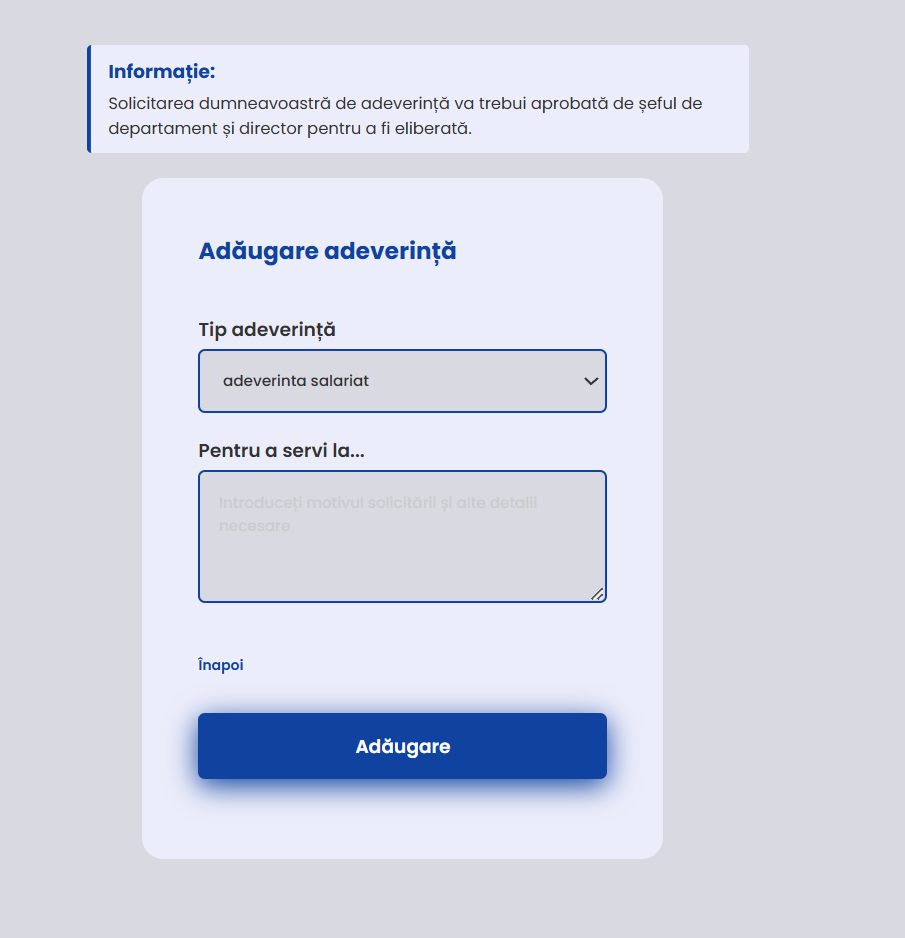 Informație:
Solicitarea dumneavoastră de adeverință va trebui aprobată de șeful de
departament și director pentru a fi eliberată.
Adăugare adeverință
Tip adeverință
adeverinta salariat
Pentru a servi la...
Introduceți motivul solicitării și alte detalii
necesare
Înapoi
Adăugare